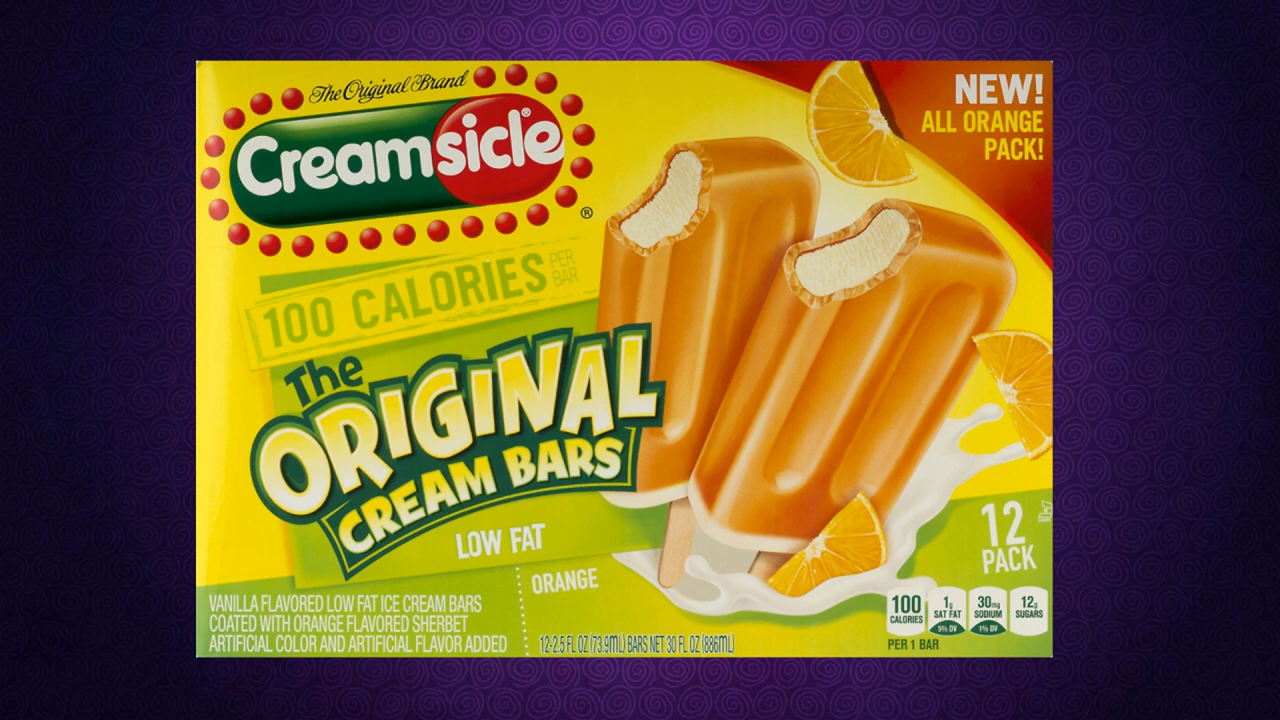 The Original Brand
Creamsicle®
®
NEW!
ALL ORANGE
PACK!
100 CALORIES PER BAR
The
ORIGINAL
CREAM BARS
LOW FAT
ORANGE
12
PACK
VANILLA FLAVORED LOW FAT ICE CREAM BARS
COATED WITH ORANGE FLAVORED SHERBET
ARTIFICIAL COLOR AND ARTIFICIAL FLAVOR ADDED
12-2.5 FL OZ (73.9mL) BARS NET 30 FL OZ (886mL)
100 CALORIES
1g SAT FAT 5% DV
30mg SODIUM 1% DV
12g SUGARS
PER 1 BAR